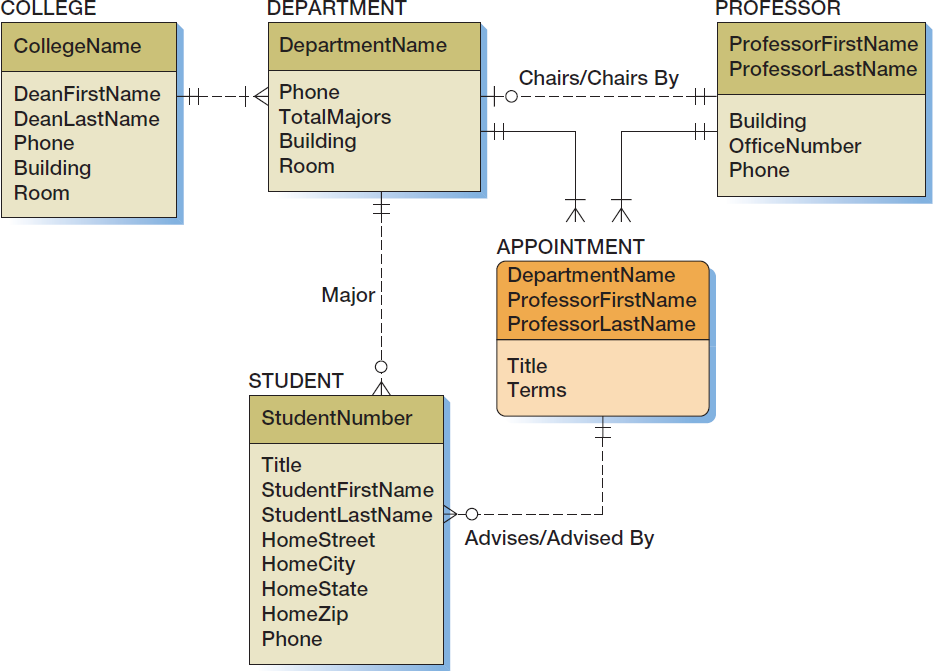 COLLEGE
CollegeName
DeanFirstName
DeanLastName
Phone
Building
Room
DEPARTMENT
DepartmentName
Phone
TotalMajors
Building
Room
Chairs/Chairs By
PROFESSOR
ProfessorFirstName
ProfessorLastName
Building
OfficeNumber
Phone
APPOINTMENT
DepartmentName
ProfessorFirstName
ProfessorLastName
Title
Terms
Major
STUDENT
StudentNumber
Title
StudentFirstName
StudentLastName
HomeStreet
HomeCity
HomeState
HomeZip
Phone
Advises/Advised By